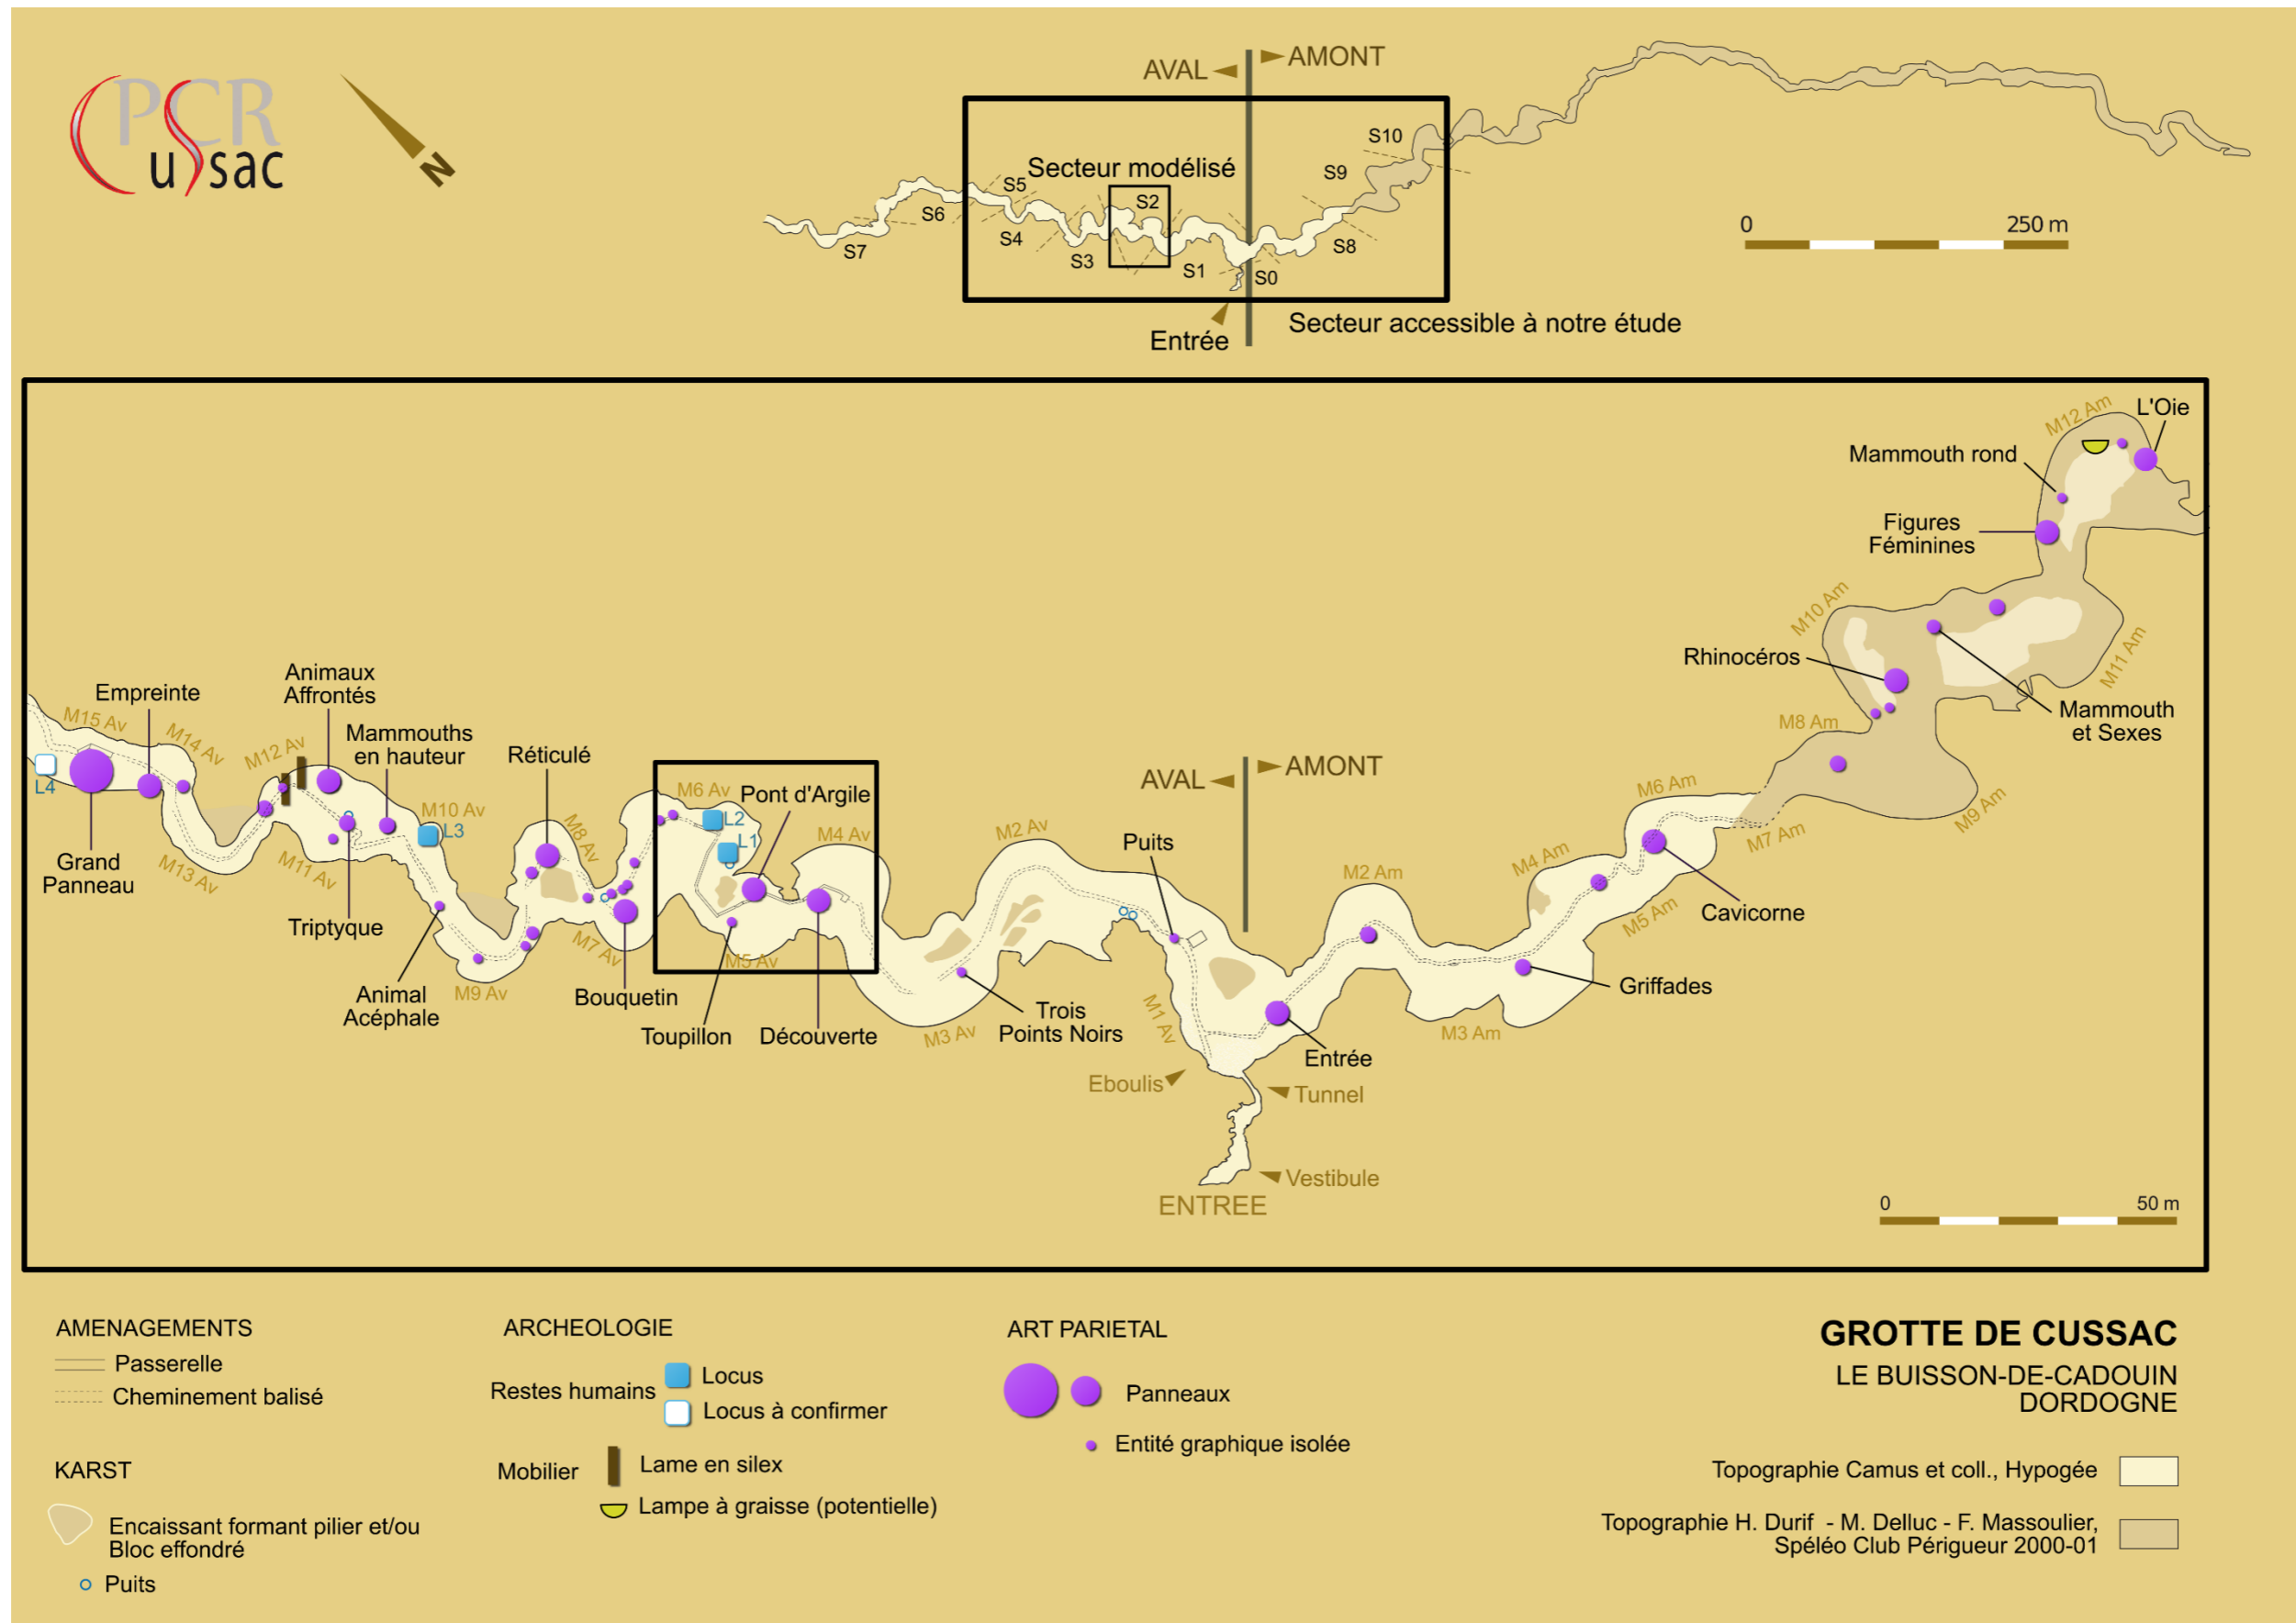 PCR
Cussac
N
AVAL
AMONT
S10
S9
Secteur modélisé
S5
S2
S6
S4
S7
S3
S1
S0
S8
0
250 m
Secteur accessible à notre étude
Entrée
M12 Am
L'Oie
Mammouth rond
Figures
Féminines
M10 Am
M11 Am
Rhinocéros
Mammouth
et Sexes
M8 Am
M9 Am
M7 Am
M6 Am
Animaux
Affrontés
Empreinte
M15 Av
M14 Av
M12 Av
Mammouths
en hauteur
Réticulé
L4
M10 Av
L3
M8 Av
M6 Av
Pont d'Argile
L2
L1
M4 Av
M2 Av
AVAL
AMONT
Puits
M2 Am
M4 Am
M5 Am
Cavicorne
Grand
Panneau
M13 Av
M11 Av
Triptyque
Animal
Acéphale
M9 Av
M7 Av
Bouquetin
M5 Av
Toupillon
Découverte
M3 Av
Trois
Points Noirs
M1 Av
Griffades
M3 Am
Entrée
Eboulis
Tunnel
Vestibule
ENTREE
0
50 m
AMENAGEMENTS
Passerelle
Cheminement balisé
KARST
Encaissant formant pilier et/ou
Bloc effondré
Puits
ARCHEOLOGIE
Restes humains
Locus
Locus à confirmer
Mobilier
Lame en silex
Lampe à graisse (potentielle)
ART PARIETAL
Panneaux
Entité graphique isolée
GROTTE DE CUSSAC
LE BUISSON-DE-CADOUIN
DORDOGNE
Topographie Camus et coll., Hypogée
Topographie H. Durif - M. Delluc - F. Massoulier,
Spéléo Club Périgueur 2000-01